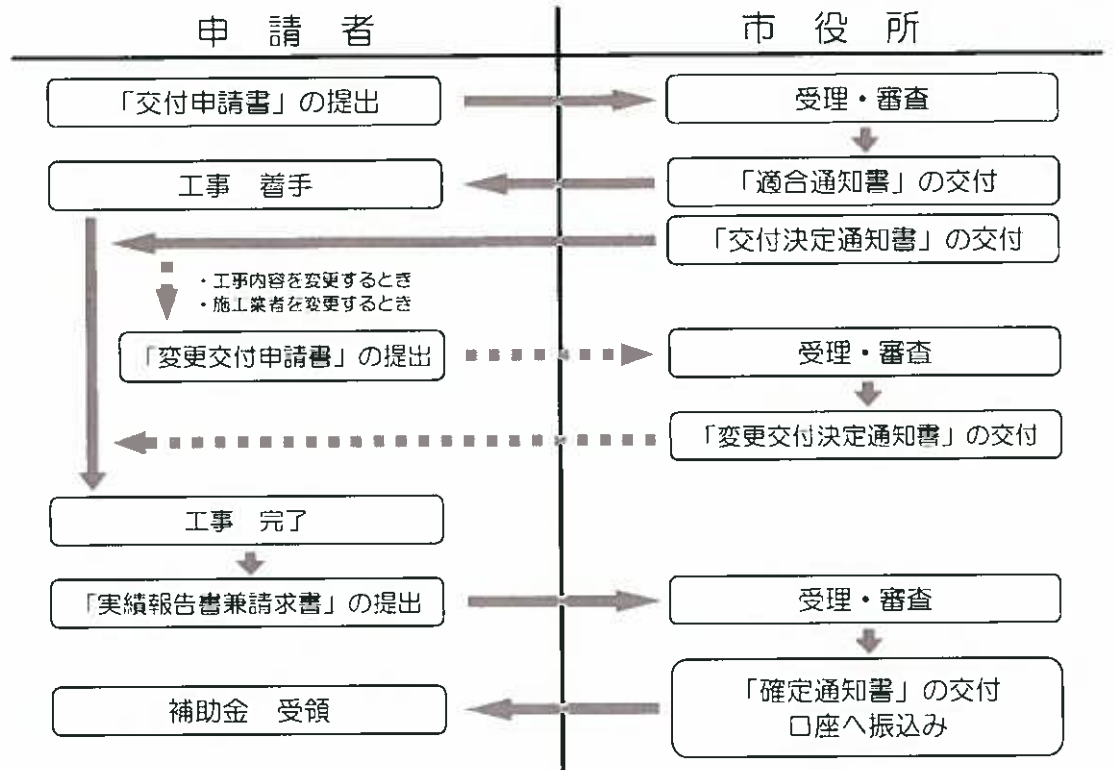 申請者
市役所
「交付申請書」の提出
受理・審査
工事 着手
「適合通知書」の交付
「交付決定通知書」の交付
・工事内容を変更するとき
・施工業者を変更するとき
「変更交付申請書」の提出
受理・審査
「変更交付決定通知書」の交付
工事 完了
「実績報告書兼請求書」の提出
受理・審査
補助金 受領
「確定通知書」の交付
口座へ振込み